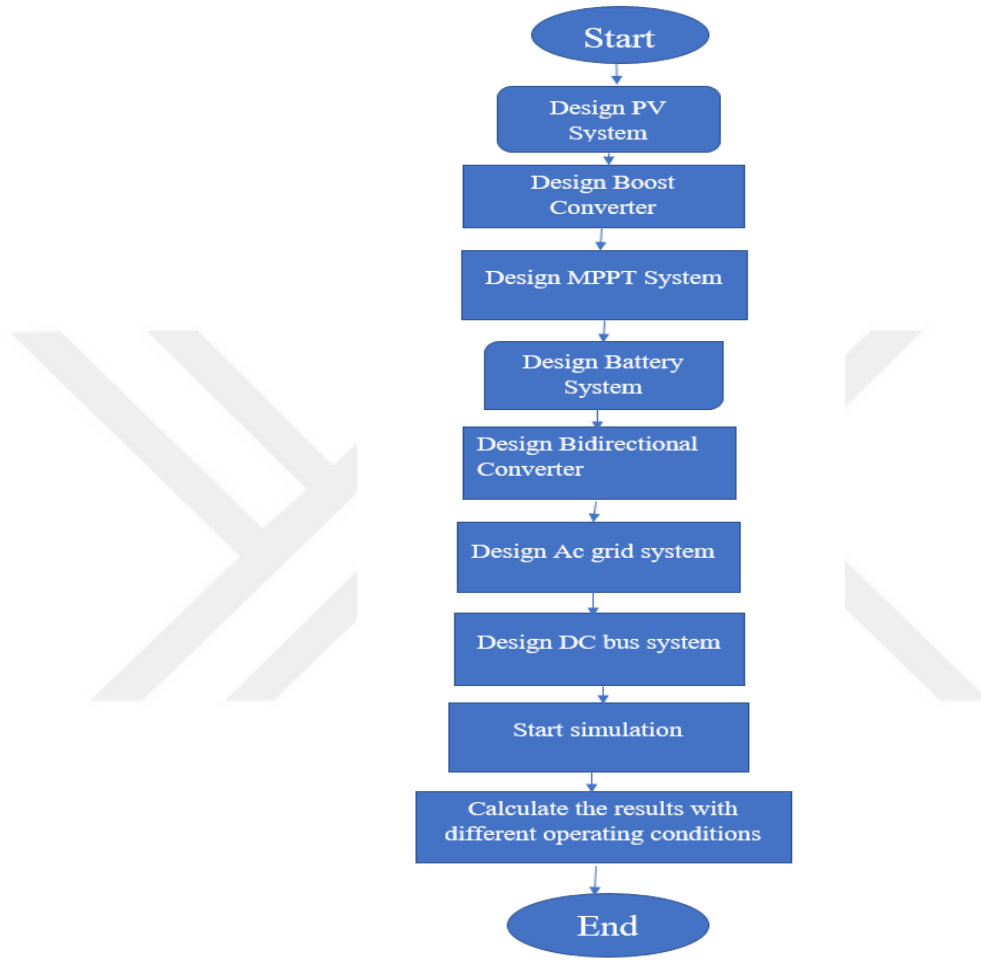 Start
Design PV
System
Design Boost
Converter
Design MPPT System
Design Battery
System
Design Bidirectional
Converter
Design Ac grid system
Design DC bus system
Start simulation
Calculate the results with
different operating conditions
End